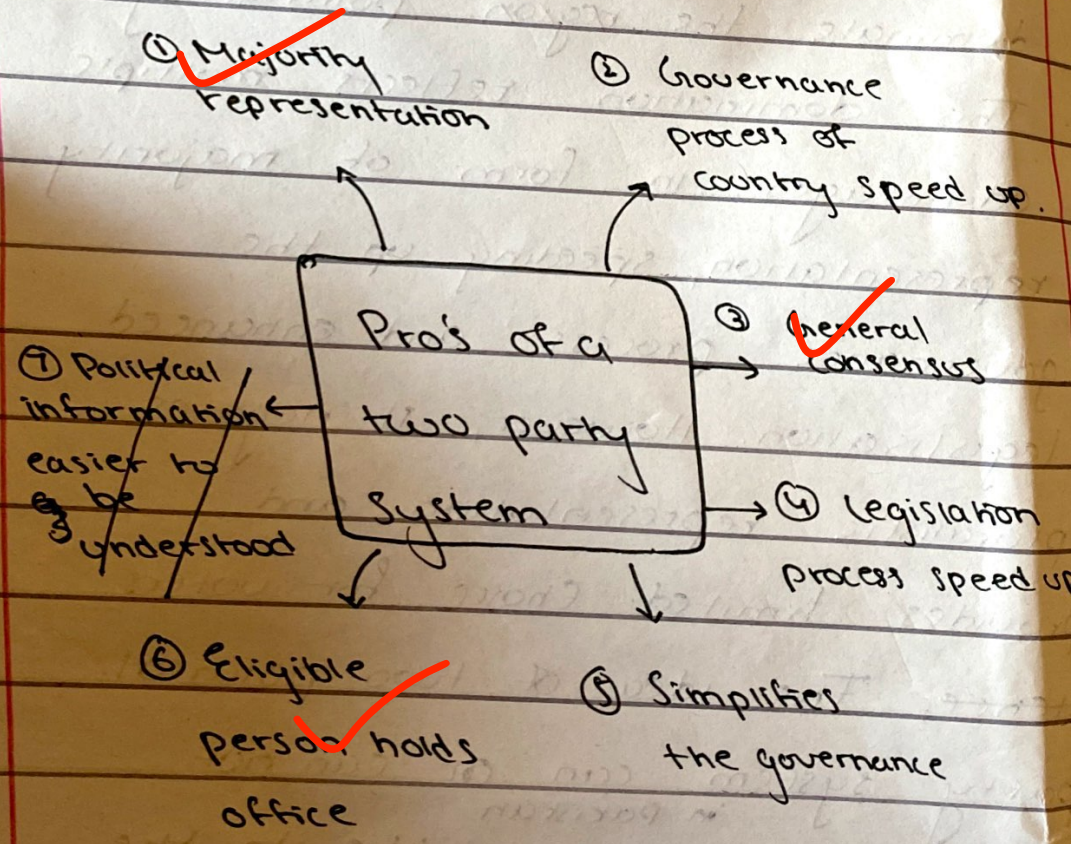 ① Majority
representation
② Governance
process of
country speed up.
Pro's of a
two party
system
③ General
consensus
④ Legislation
process speed up
⑤ Simplifies
the governance
⑥ Eligible
person holds
office
⑦ Political
information
easier to
be
understood